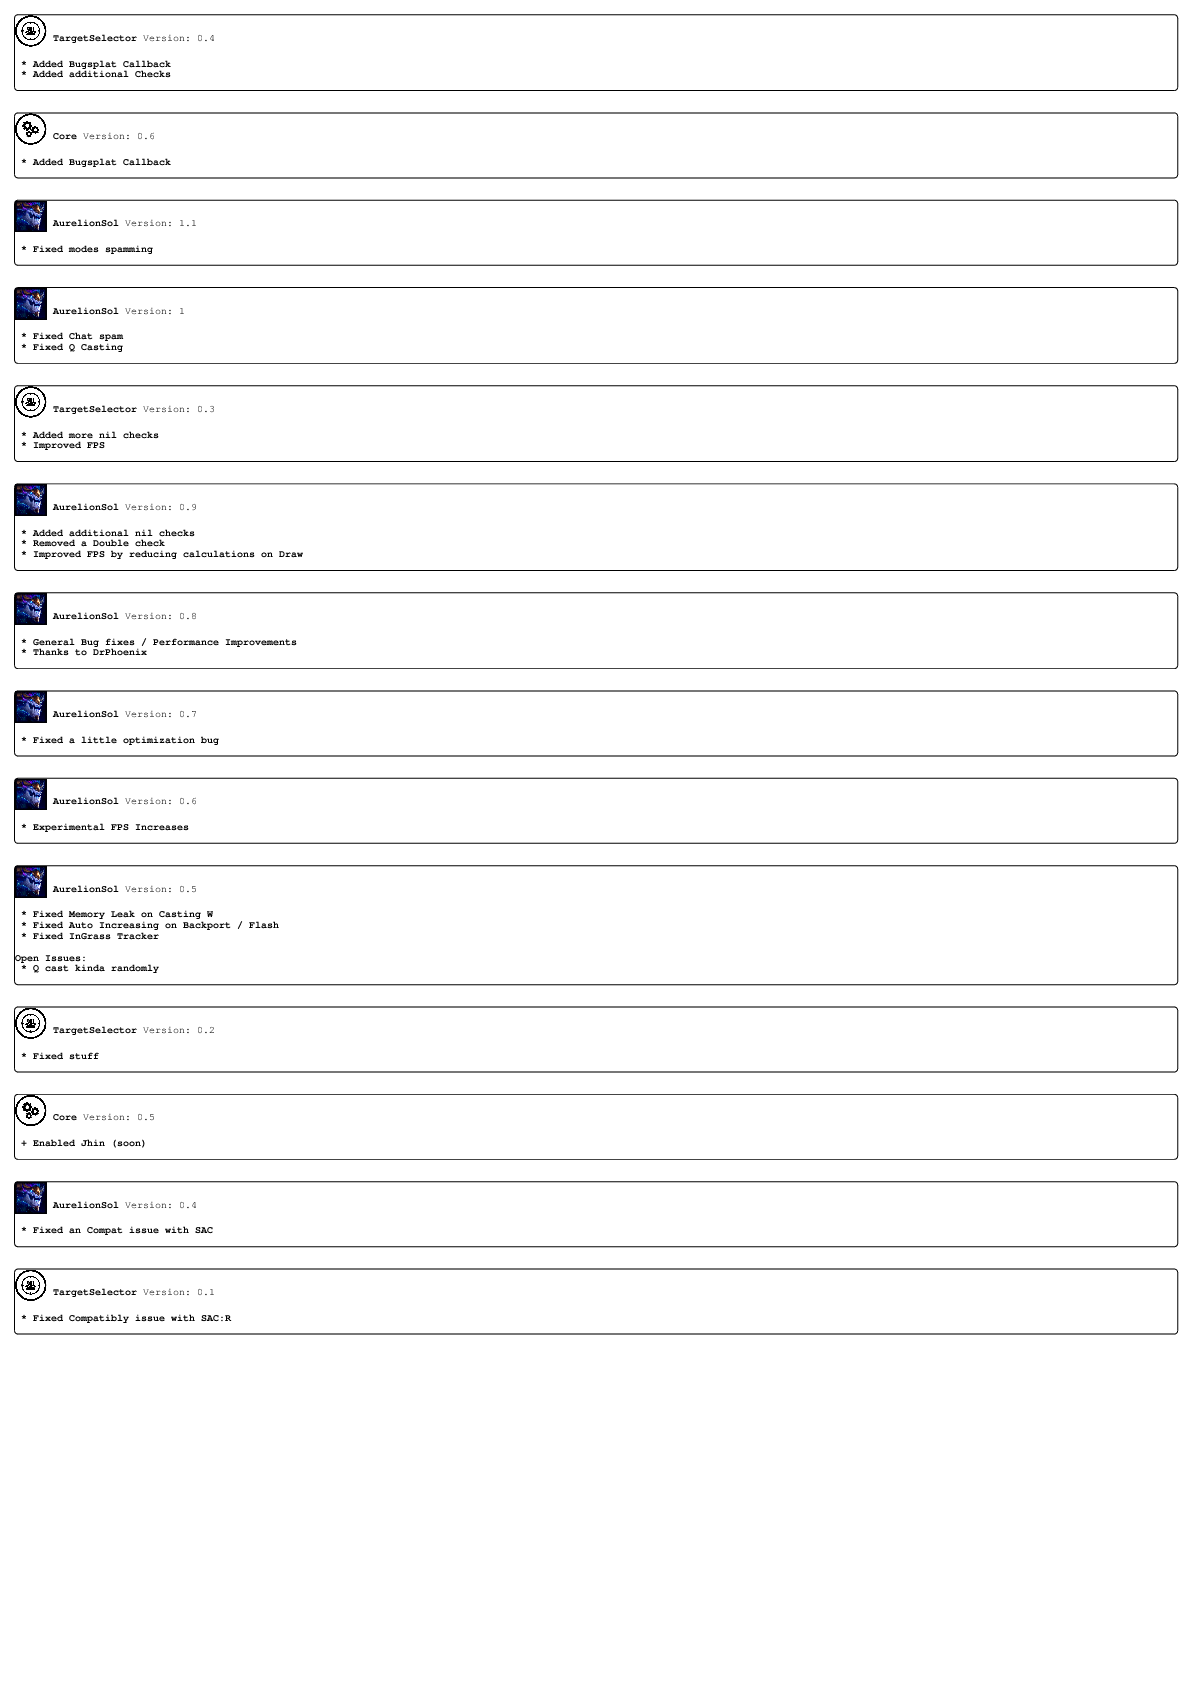 TargetSelector Version: 0.4
* Added Bugsplat Callback
* Added additional Checks
Core Version: 0.6
* Added Bugsplat Callback
AurelionSol Version: 1.1
* Fixed modes spamming
AurelionSol Version: 1
* Fixed Chat spam
* Fixed Q Casting
TargetSelector Version: 0.3
* Added more nil checks
* Improved FPS
AurelionSol Version: 0.9
* Added additional nil checks
* Removed a Double check
* Improved FPS by reducing calculations on Draw
AurelionSol Version: 0.8
* General Bug fixes / Performance Improvements
* Thanks to DrPhoenix
AurelionSol Version: 0.7
* Fixed a little optimization bug
AurelionSol Version: 0.6
* Experimental FPS Increases
AurelionSol Version: 0.5
* Fixed Memory Leak on Casting W
* Fixed Auto Increasing on Backport / Flash
* Fixed InGrass Tracker
Open Issues:
* Q cast kinda randomly
TargetSelector Version: 0.2
* Fixed stuff
Core Version: 0.5
+ Enabled Jhin (soon)
AurelionSol Version: 0.4
* Fixed an Compat issue with SAC
TargetSelector Version: 0.1
* Fixed Compatibly issue with SAC:R